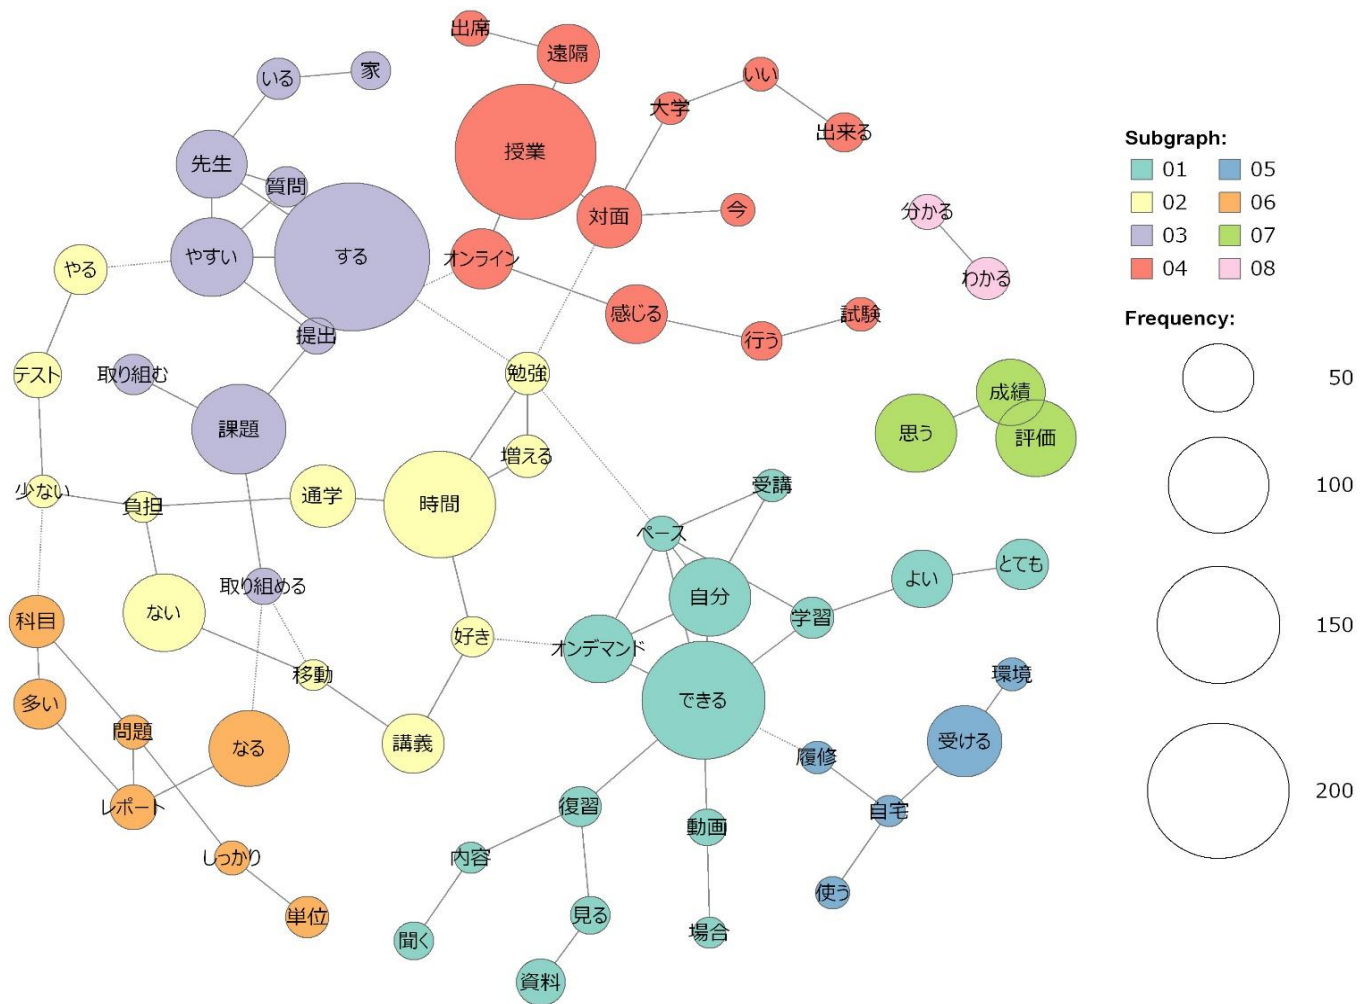 出席
遠隔
家
いる
いい
大学
出来る
授業
先生
質問
対面
今
分かる
わかる
やる
やすい
する
オンライン
感じる
行う
試験
提出
テスト
取り組む
勉強
成績
思う
評価
課題
増える
少ない
負担
通学
時間
受講
ペース
自分
よい
とても
取り組める
科目
ない
好き
オンデマンド
学習
移動
できる
環境
多い
問題
なる
講義
履修
受ける
レポート
復習
動画
自宅
しっかり
内容
使う
単位
聞く
見る
場合
資料
Subgraph:
01 05
02 06
03 07
04 08
Frequency:
50
100
150
200